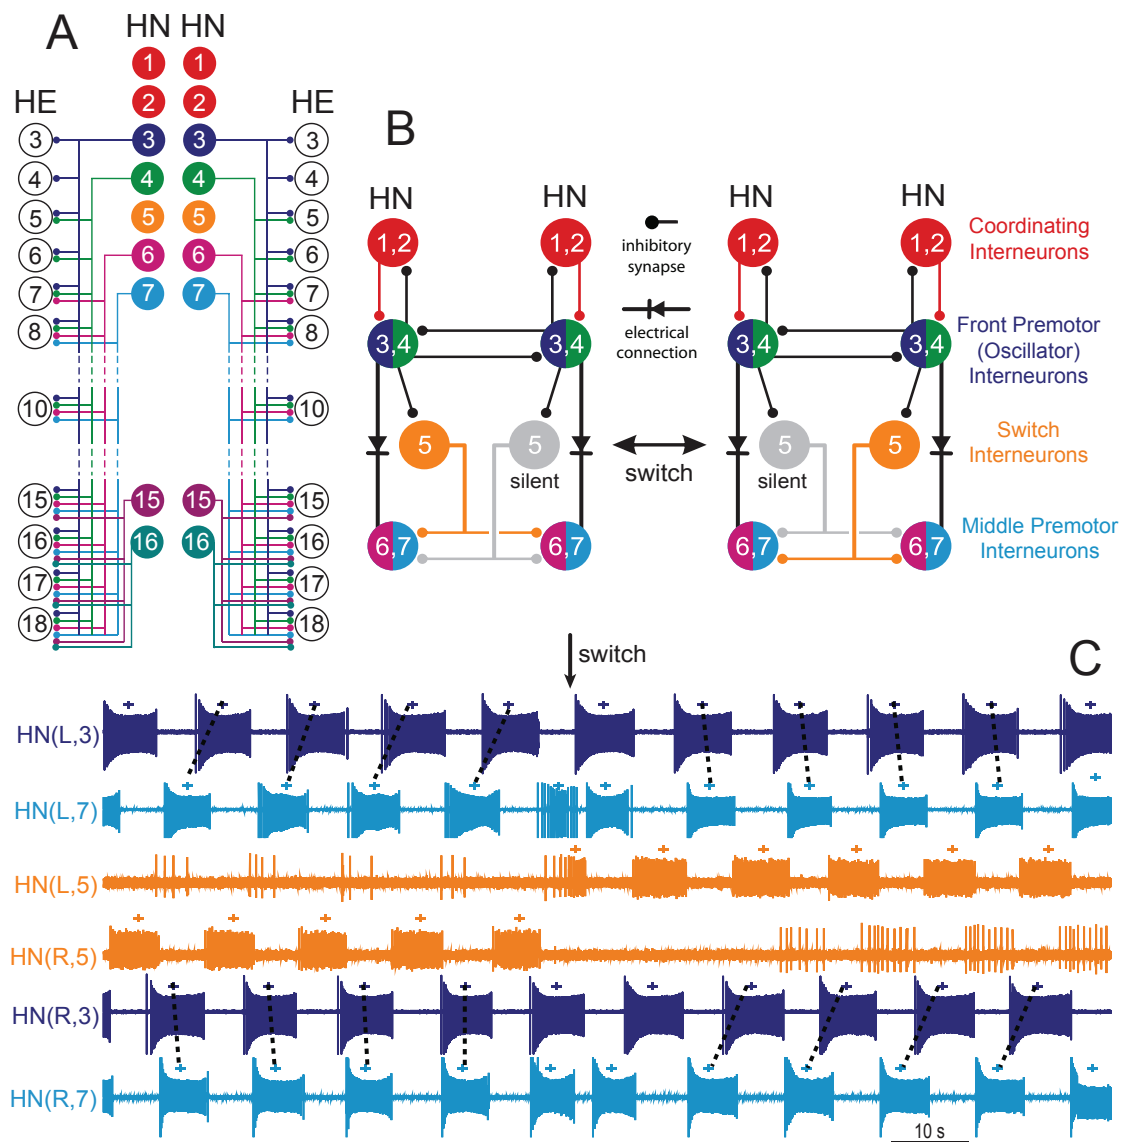 A
HN HN
1 1
2 2
HE HE
3 3 3 3
4 4 4 4
5 5 5 5
6 6 6 6
7 7 7 7
8 8
10 10
15 15 15 15
16 16 16 16
17 17
18 18
B
HN HN HN HN
1,2 1,2 1,2 1,2
inhibitory
synapse
electrical
connection
3,4 3,4 3,4 3,4
5 5 5 5
silent silent
switch
6,7 6,7 6,7 6,7
Coordinating
Interneurons
Front Premotor
(Oscillator)
Interneurons
Switch
Interneurons
Middle Premotor
Interneurons
switch
C
HN(L,3)
HN(L,7)
HN(L,5)
HN(R,5)
HN(R,3)
HN(R,7)
10 s